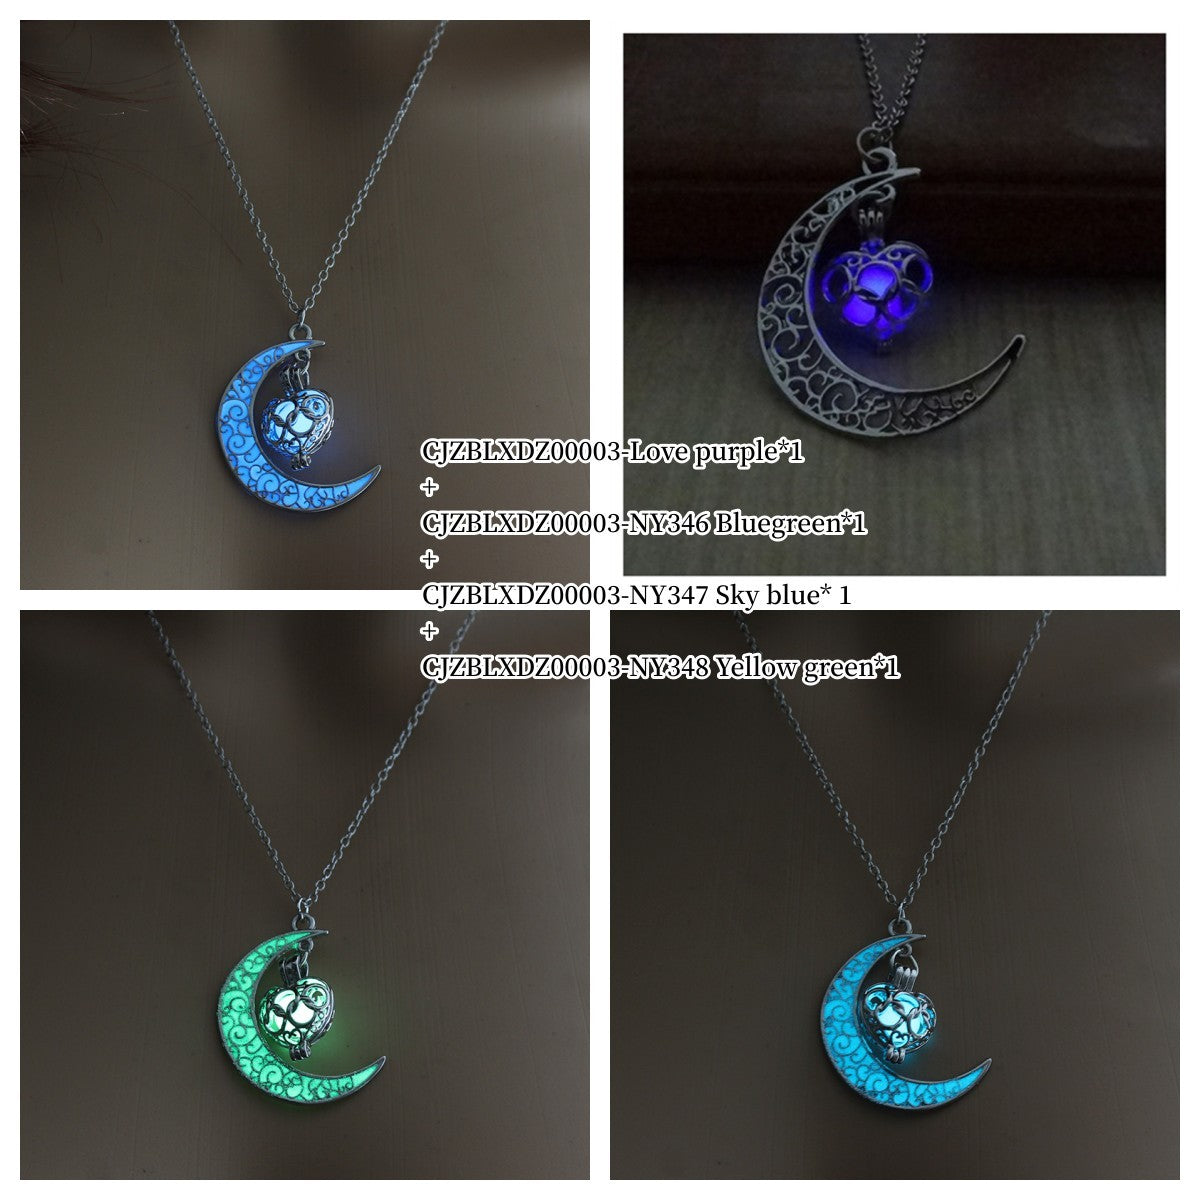 CJZBLXDZ00003-Love purple*1
+
CJZBLXDZ00003-NY346 Bluegreen*1
+
CJZBLXDZ00003-NY347 Sky blue* 1
+
CJZBLXDZ00003-NY348 Yellow green*1